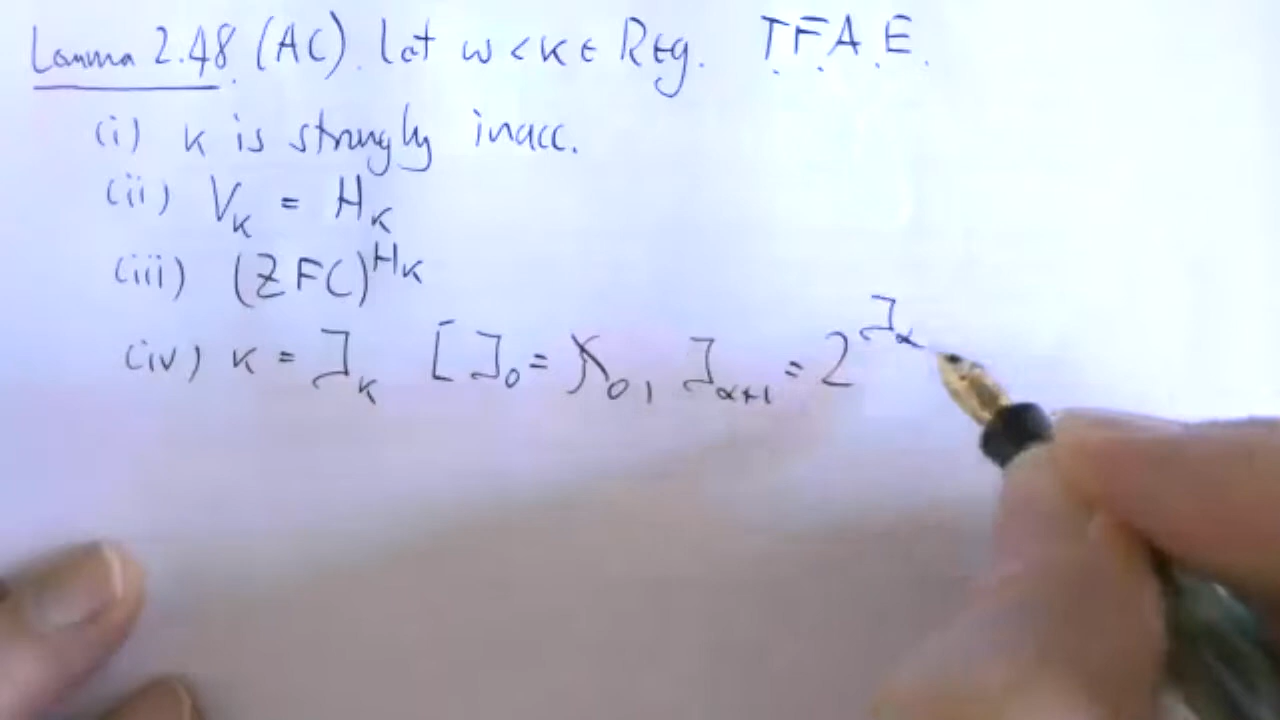 Lemma 2.48 (AC). Let ω < κ ∈ Reg. T.F.A.E.
(i) κ is strongly inacc.
(ii) V_κ = H_κ
(iii) (ZFC)^{H_κ}
(iv) κ = ℶ_κ [ℶ_0 = ℵ_0, ℶ_{α+1} = 2^{ℶ_α}